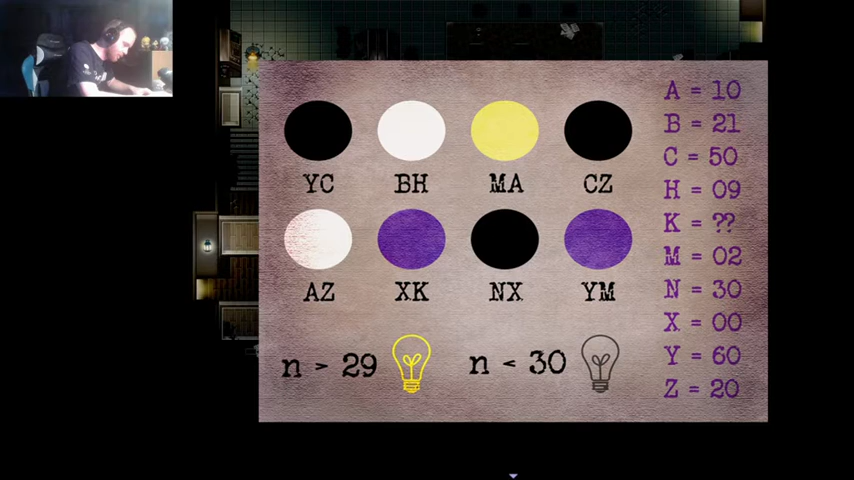 YC BH MA CZ
AZ XK NX YM
n > 29 n < 30
A = 10
B = 21
C = 50
H = 09
K = ??
M = 02
N = 30
X = 00
Y = 60
Z = 20